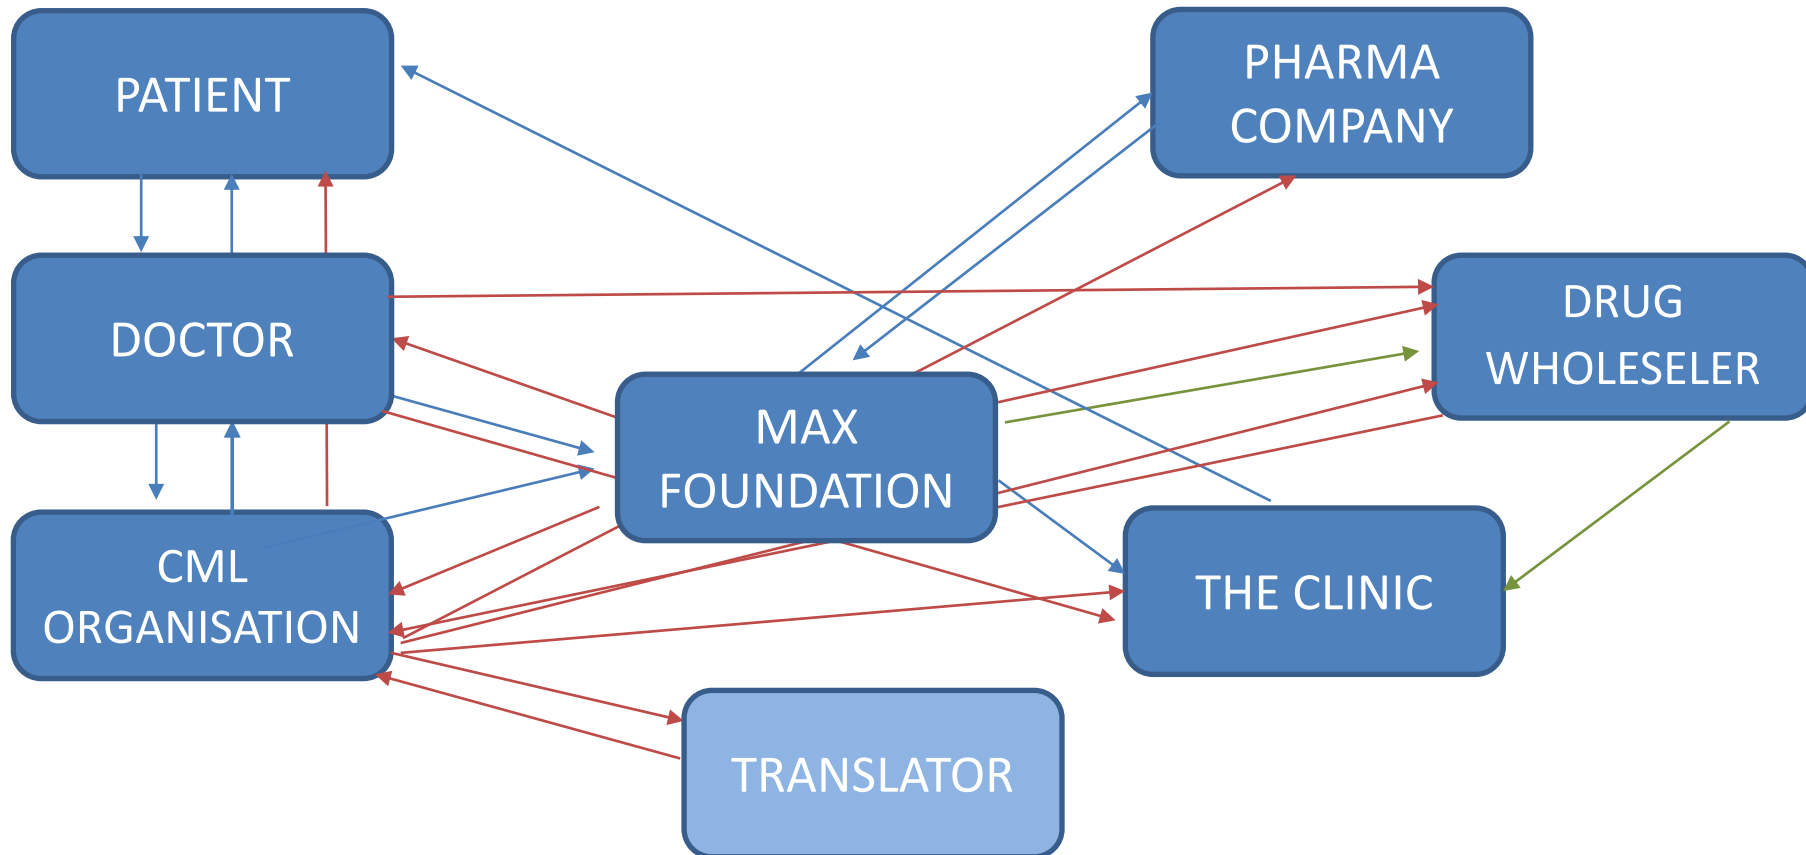 PATIENT
PHARMA
COMPANY
DOCTOR
DRUG
WHOLESELER
MAX
FOUNDATION
CML
ORGANISATION
THE CLINIC
TRANSLATOR